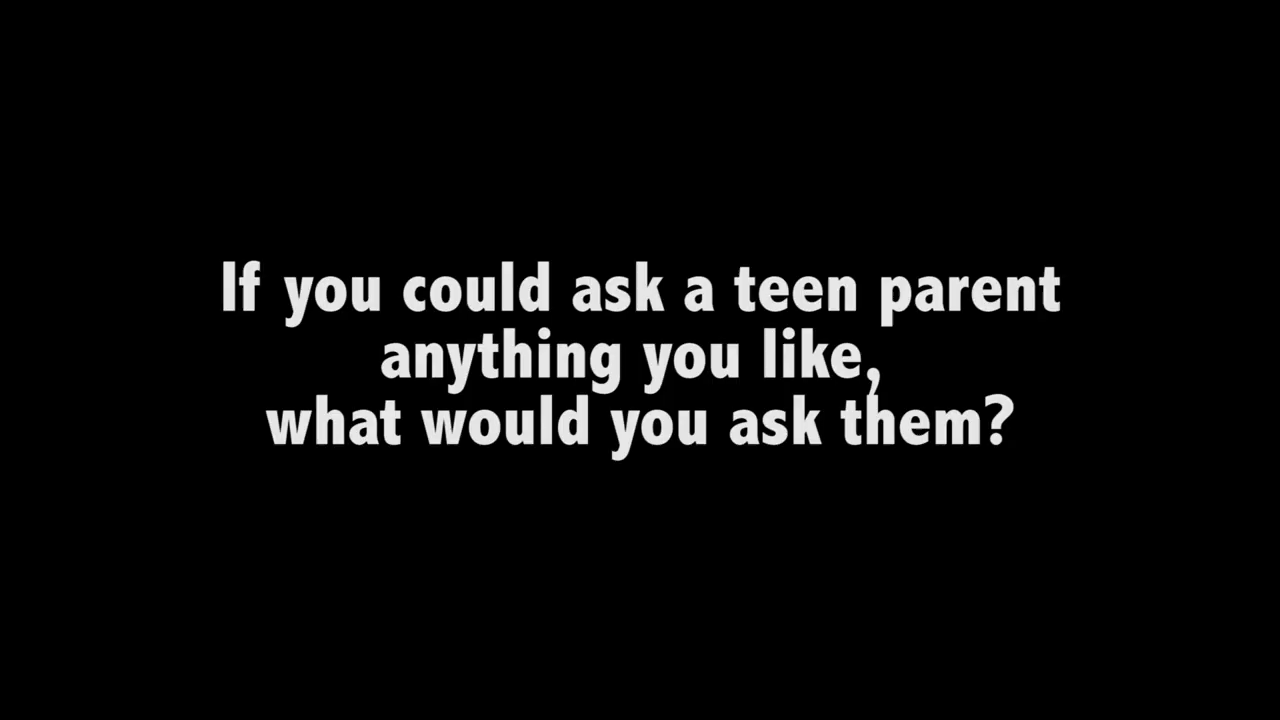 If you could ask a teen parent
anything you like,
what would you ask them?